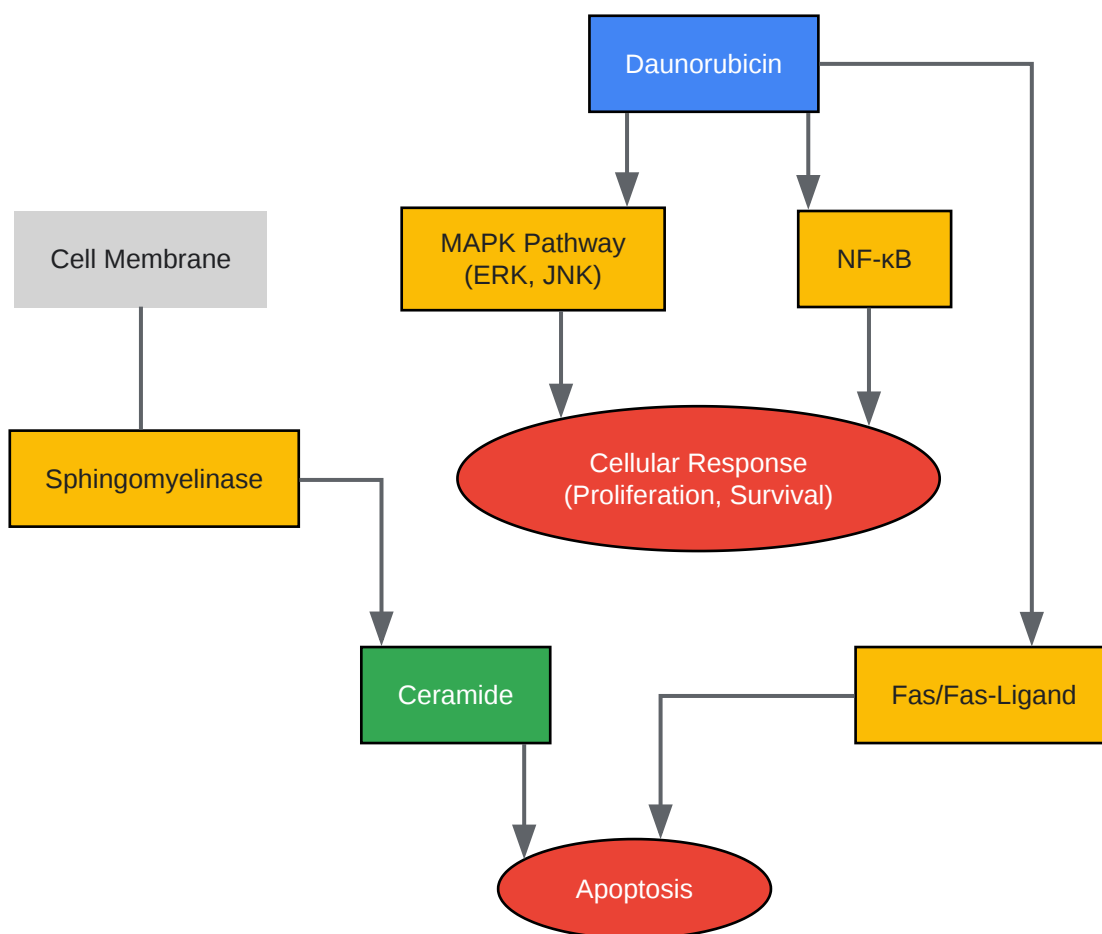 Daunorubicin
Cell Membrane
MAPK Pathway
(ERK, JNK)
NF-κB
Sphingomyelinase
Cellular Response
(Proliferation, Survival)
Ceramide
Fas/Fas-Ligand
Apoptosis